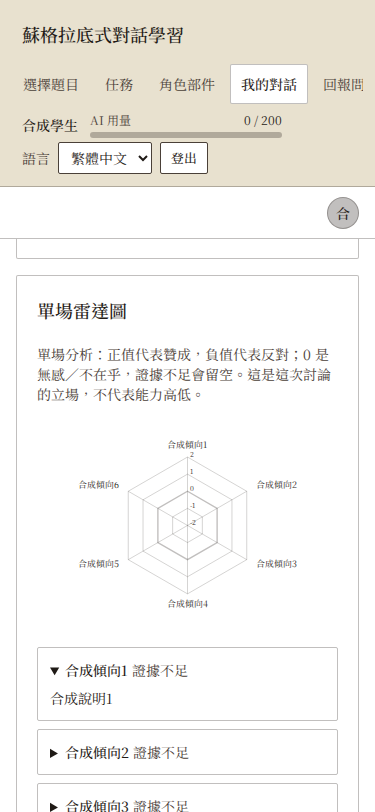 蘇格拉底式對話學習
選擇題目 任務 角色部件 我的對話 回報問
合成學生 AI 用量 0 / 200
語言 繁體中文 登出
合
單場雷達圖
單場分析：正值代表贊成，負值代表反對；0 是
無感／不在乎，證據不足會留空。這是這次討論
的立場，不代表能力高低。
合成傾向1
2
1
0
-1
-2
合成傾向6 合成傾向2
合成傾向5 合成傾向3
合成傾向4
合成傾向1 證據不足
合成說明1
合成傾向2 證據不足
合成傾向3 證據不足